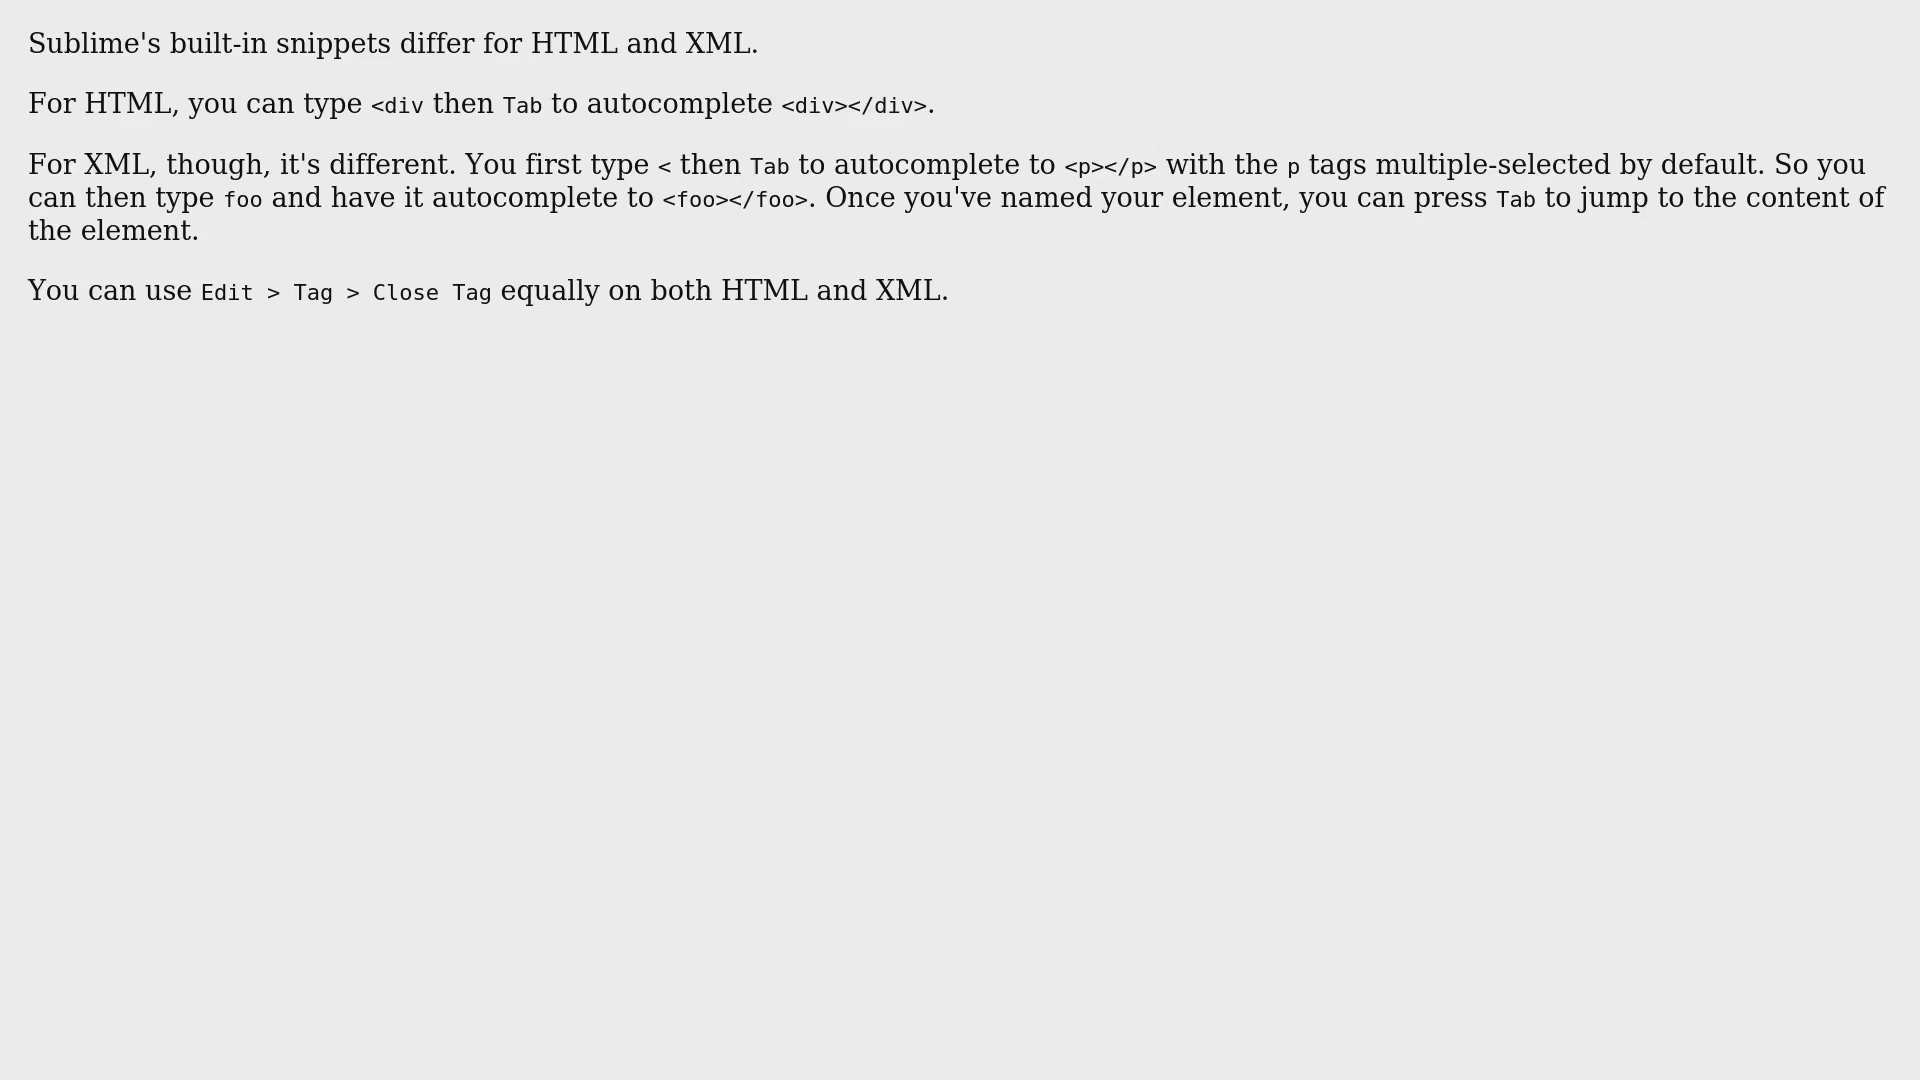 Sublime's built-in snippets differ for HTML and XML.
For HTML, you can type <div then Tab to autocomplete <div></div>.
For XML, though, it's different. You first type < then Tab to autocomplete to <p></p> with the p tags multiple-selected by default. So you
can then type foo and have it autocomplete to <foo></foo>. Once you've named your element, you can press Tab to jump to the content of
the element.
You can use Edit > Tag > Close Tag equally on both HTML and XML.